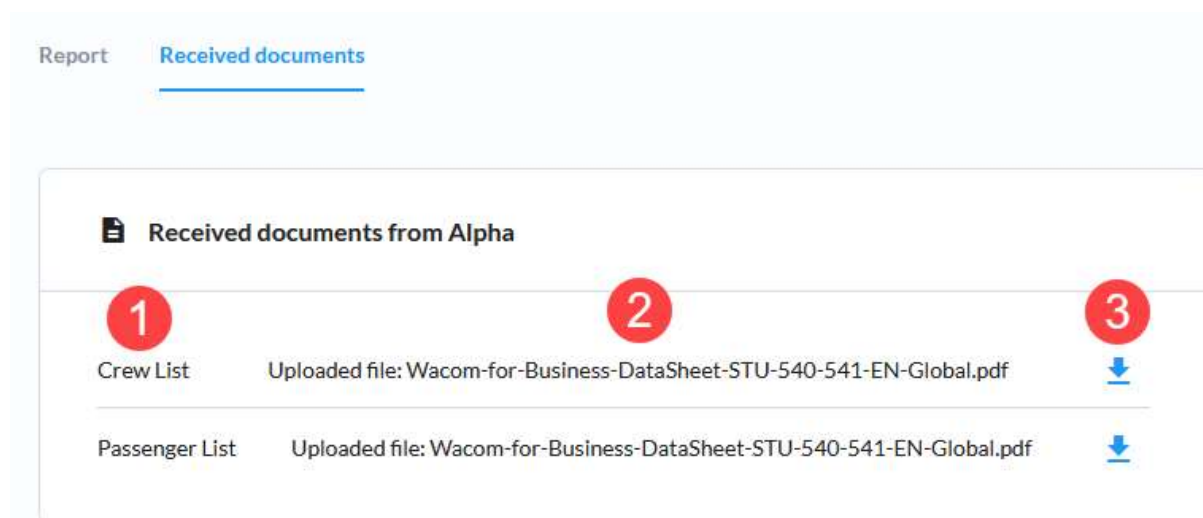 Report Received documents
Received documents from Alpha
1 2 3
Crew List Uploaded file: Wacom-for-Business-DataSheet-STU-540-541-EN-Global.pdf
Passenger List Uploaded file: Wacom-for-Business-DataSheet-STU-540-541-EN-Global.pdf